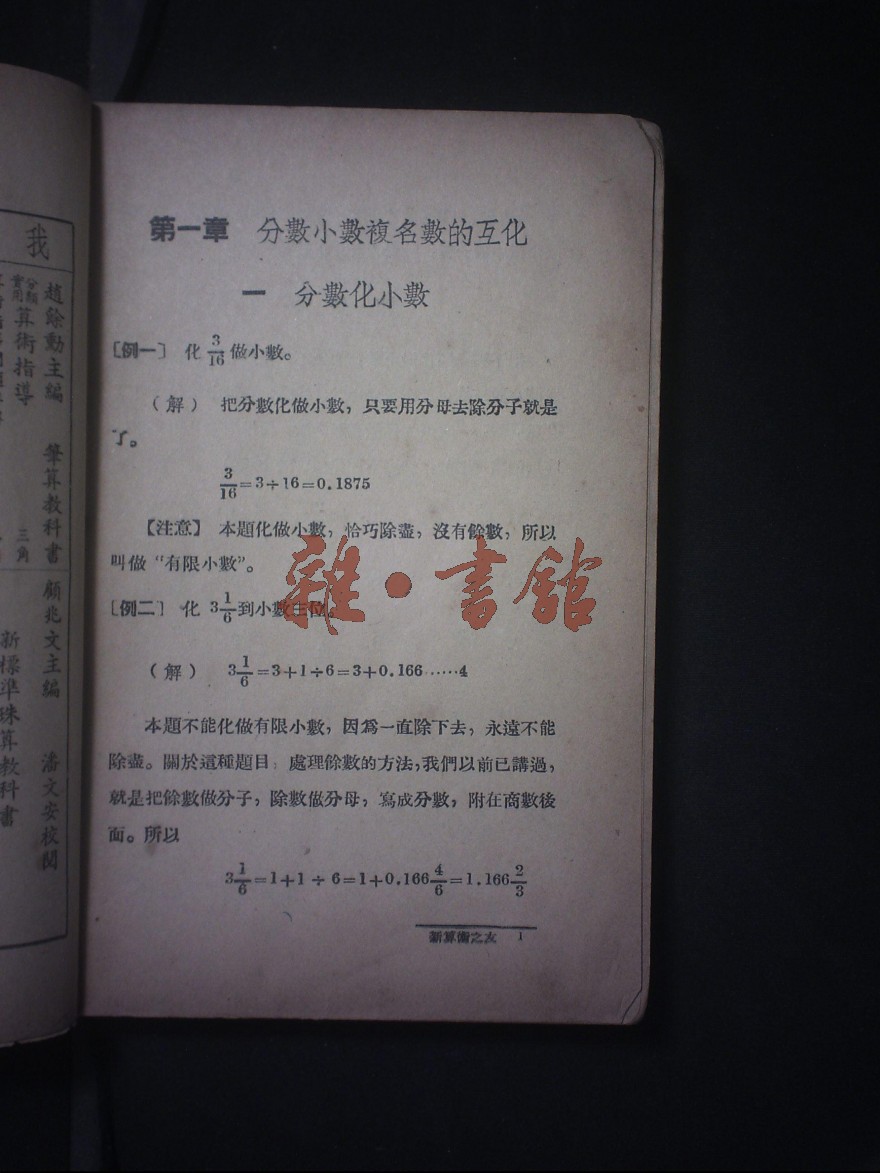 第一章 分數小數複名數的互化
一 分數化小數
〔例一〕 化 3/16 做小數。
(解) 把分數化做小數，只要用分母去除分子就是
了。
3/16=3÷16=0.1875
【注意】 本題化做小數，恰巧除盡，沒有餘數，所以
叫做“有限小數”。
〔例二〕 化 3 1/6 到小數三位。
(解) 3 1/6=3+1÷6=3+0.166……4
本題不能化做有限小數，因爲一直除下去，永遠不能
除盡。關於這種題目，處理餘數的方法，我們以前已講過，
就是把餘數做分子，除數做分母，寫成分數，附在商數後
面。所以
3 1/6=1+1÷6=1+0.166 4/6=1.166 2/3
新算術之友 1
雜·書館
我
趙餘勳主編 筆算教科書
分類實用 算術指導 三角
顧兆文主編 潘文安校閱
新標準珠算教科書